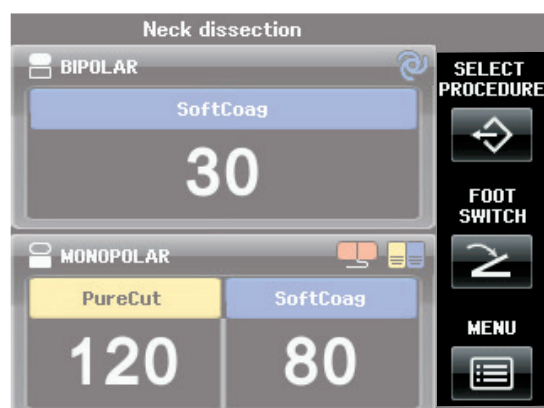 Neck dissection
BIPOLAR
SoftCoag
30
MONOPOLAR
PureCut
SoftCoag
120
80
SELECT
PROCEDURE
FOOT
SWITCH
MENU